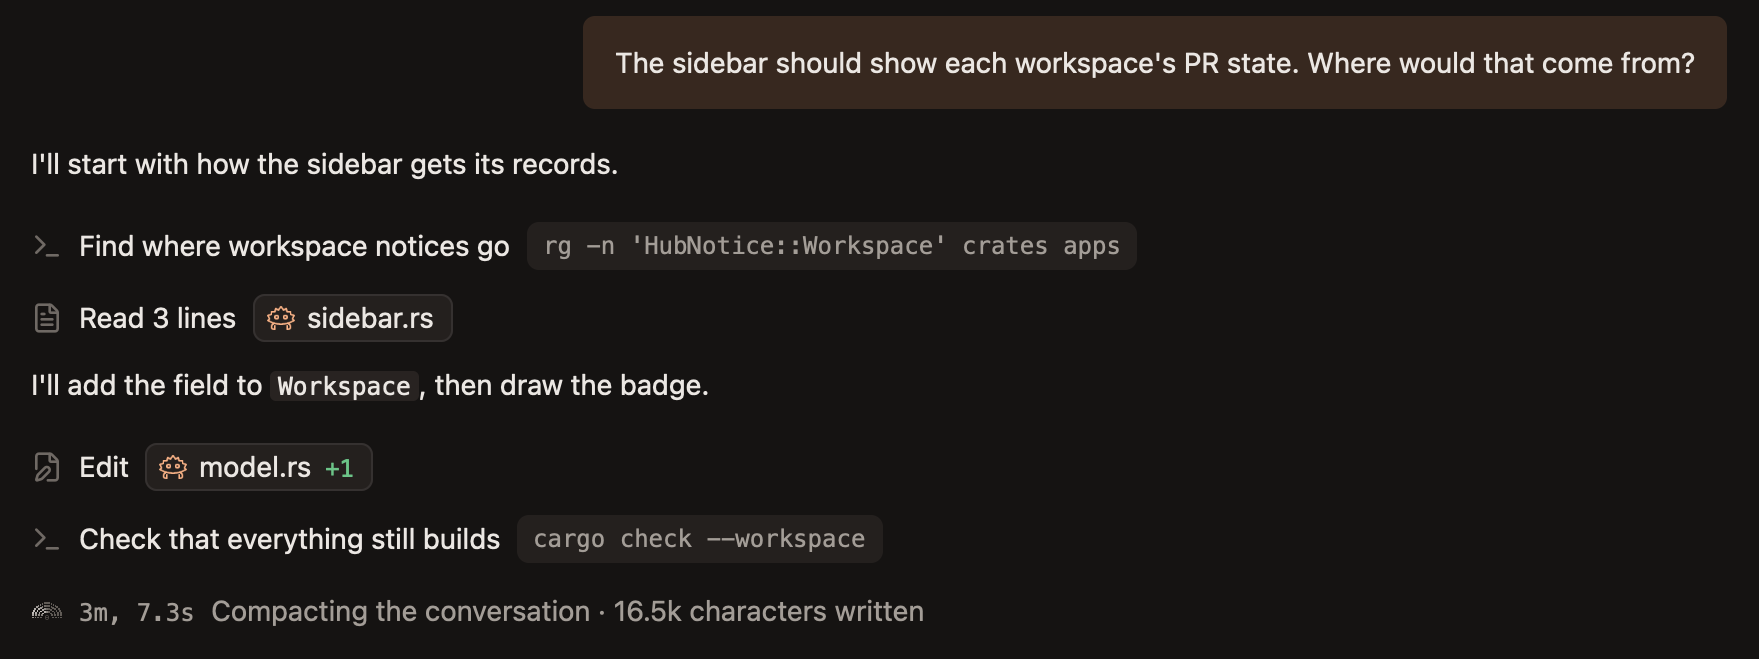 The sidebar should show each workspace's PR state. Where would that come from?
I'll start with how the sidebar gets its records.
Find where workspace notices go rg -n 'HubNotice::Workspace' crates apps
Read 3 lines sidebar.rs
I'll add the field to Workspace, then draw the badge.
Edit model.rs +1
Check that everything still builds cargo check --workspace
3m, 7.3s Compacting the conversation · 16.5k characters written